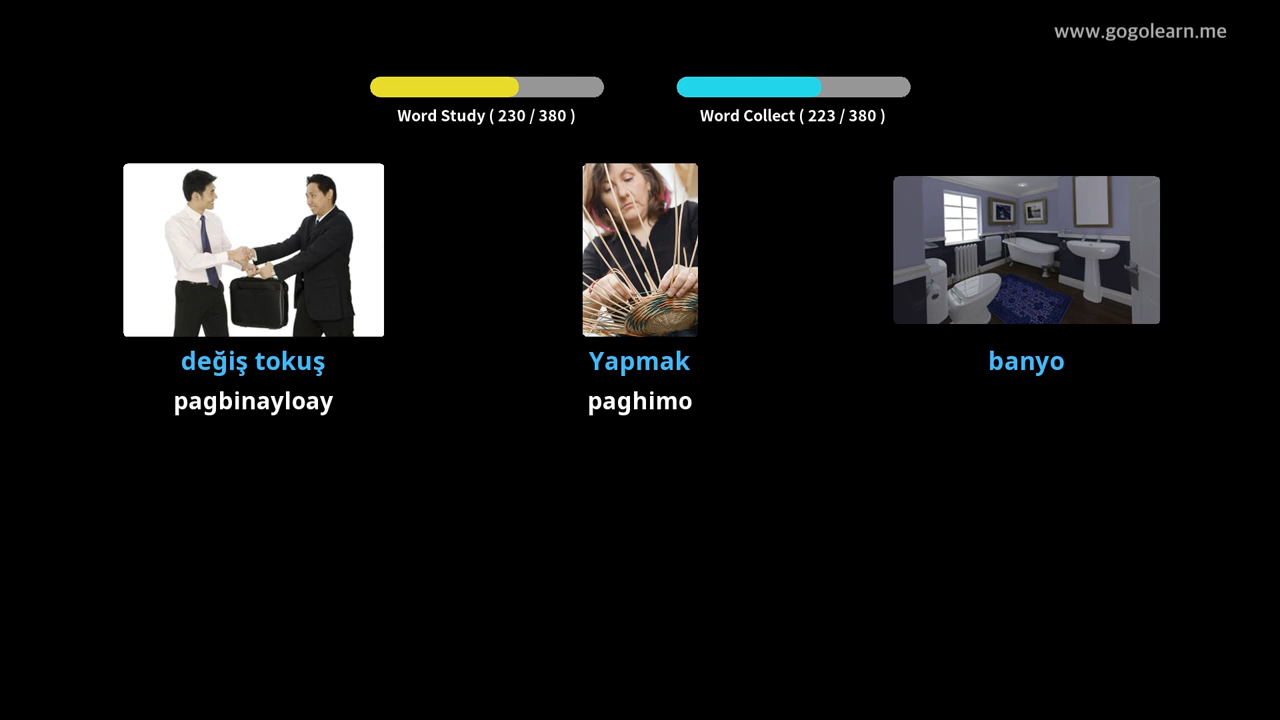 www.gogolearn.me
Word Study ( 230 / 380 )
Word Collect ( 223 / 380 )
değiş tokuş
Yapmak
banyo
pagbinayloay
paghimo